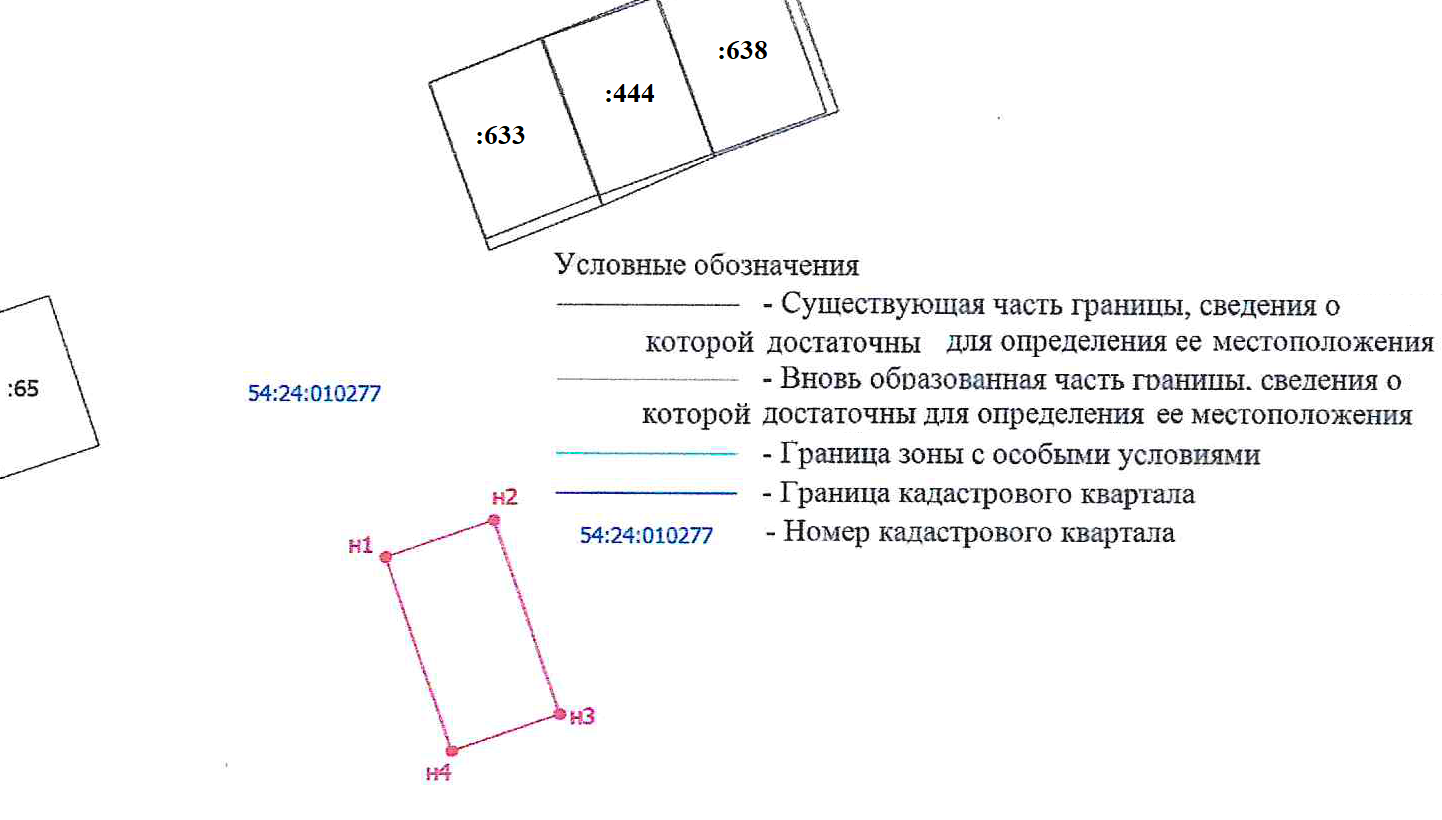 :638
:444
:633
Условные обозначения
- Существующая часть границы, сведения о
которой достаточны для определения ее местоположения
:65
54:24:010277
- Вновь образованная часть границы, сведения о
которой достаточны для определения ее местоположения
- Граница зоны с особыми условиями
- Граница кадастрового квартала
54:24:010277 - Номер кадастрового квартала
н2
н1
н3
н4